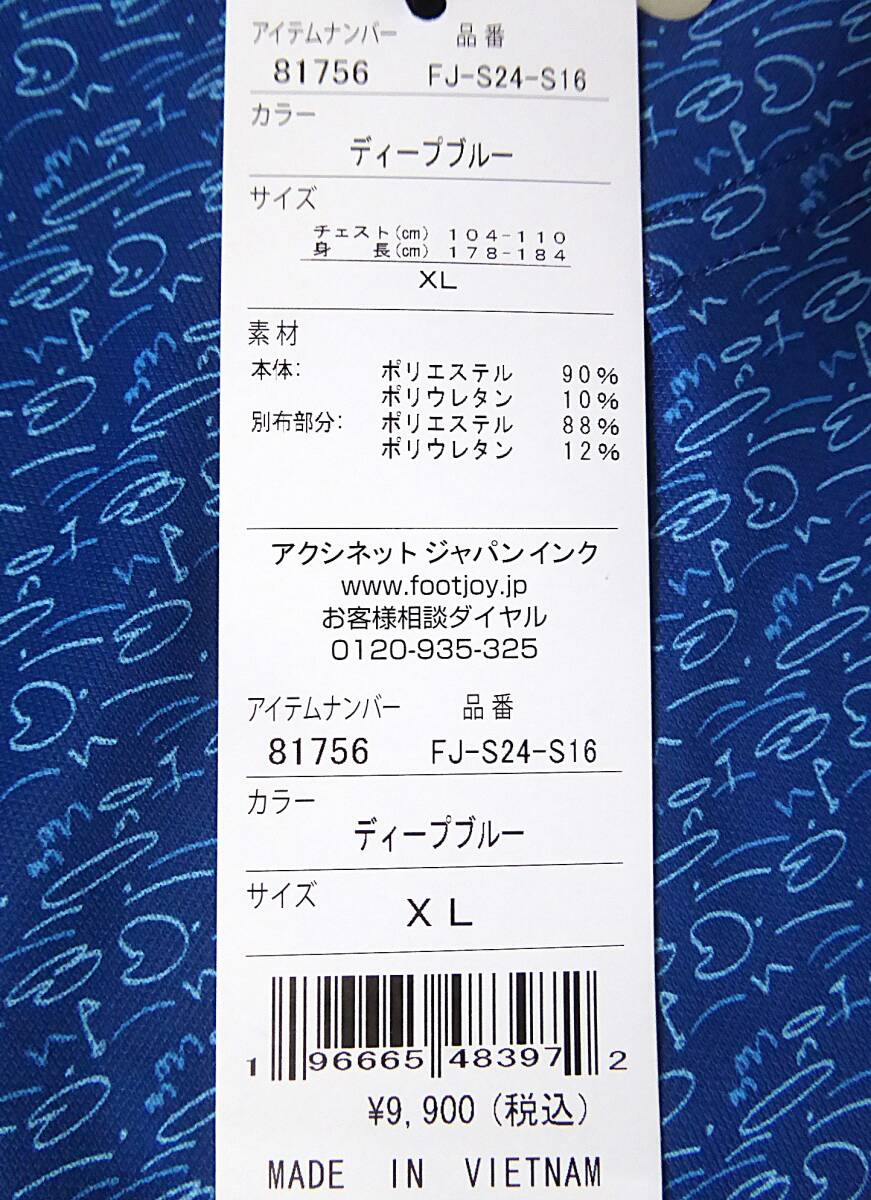 アイテムナンバー 品番
81756 FJ-S24-S16
カラー
ディープブルー
サイズ
チェスト(cm) 104-110
身 長(cm) 178-184
XL
素材
本体: ポリエステル 90%
ポリウレタン 10%
別布部分: ポリエステル 88%
ポリウレタン 12%
アクシネット ジャパン インク
www.footjoy.jp
お客様相談ダイヤル
0120-935-325
アイテムナンバー 品番
81756 FJ-S24-S16
カラー
ディープブルー
サイズ
XL
1 96665 48397 2
¥9,900 (税込)
MADE IN VIETNAM